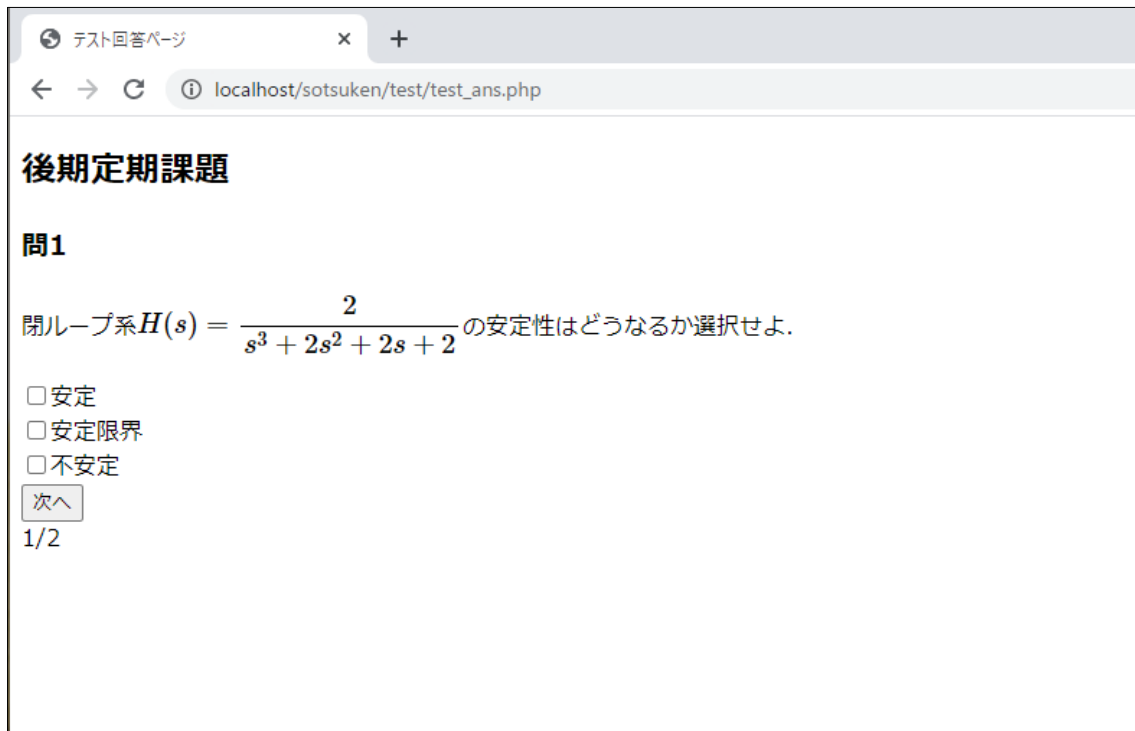 テスト回答ページ
localhost/sotsuken/test/test_ans.php
後期定期課題
問1
閉ループ系H(s) = 2/(s³ + 2s² + 2s + 2)の安定性はどうなるか選択せよ.
安定
安定限界
不安定
次へ
1/2